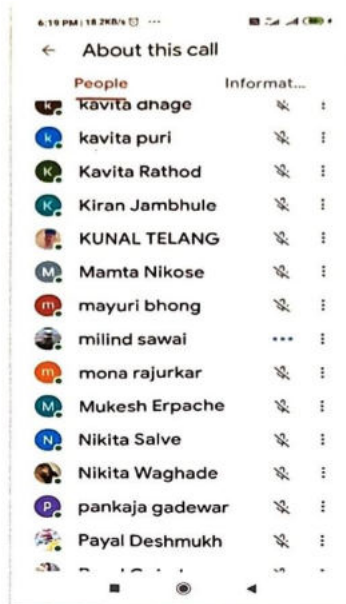 6:19 PM | 18.2KB/s
About this call
People Informat...
kavita dhage
kavita puri
Kavita Rathod
Kiran Jambhule
KUNAL TELANG
Mamta Nikose
mayuri bhong
milind sawai
mona rajurkar
Mukesh Erpache
Nikita Salve
Nikita Waghade
pankaja gadewar
Payal Deshmukh